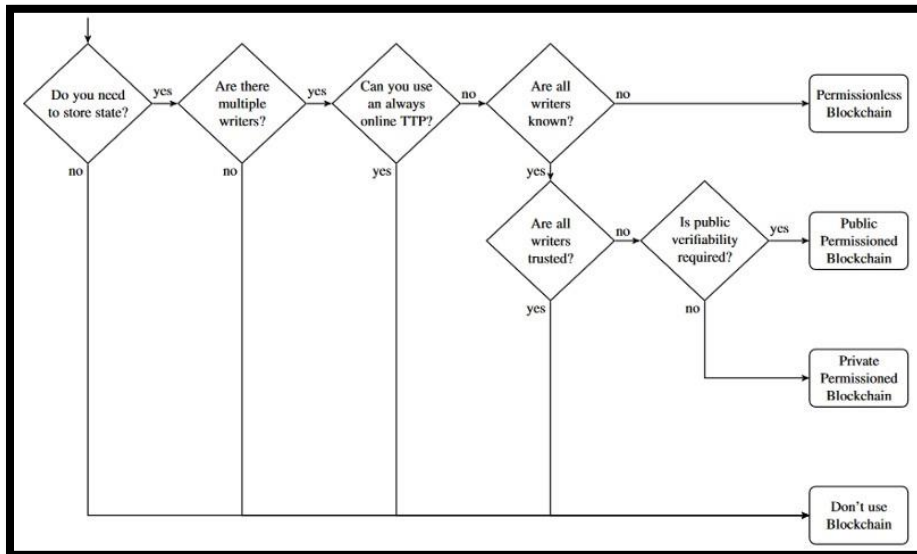 Do you need
to store state?
yes
no
Are there
multiple
writers?
yes
no
Can you use
an always
online TTP?
no
yes
Are all
writers
known?
no
yes
Permissionless
Blockchain
Are all
writers
trusted?
no
yes
Is public
verifiability
required?
yes
no
Public
Permissioned
Blockchain
Private
Permissioned
Blockchain
Don't use
Blockchain